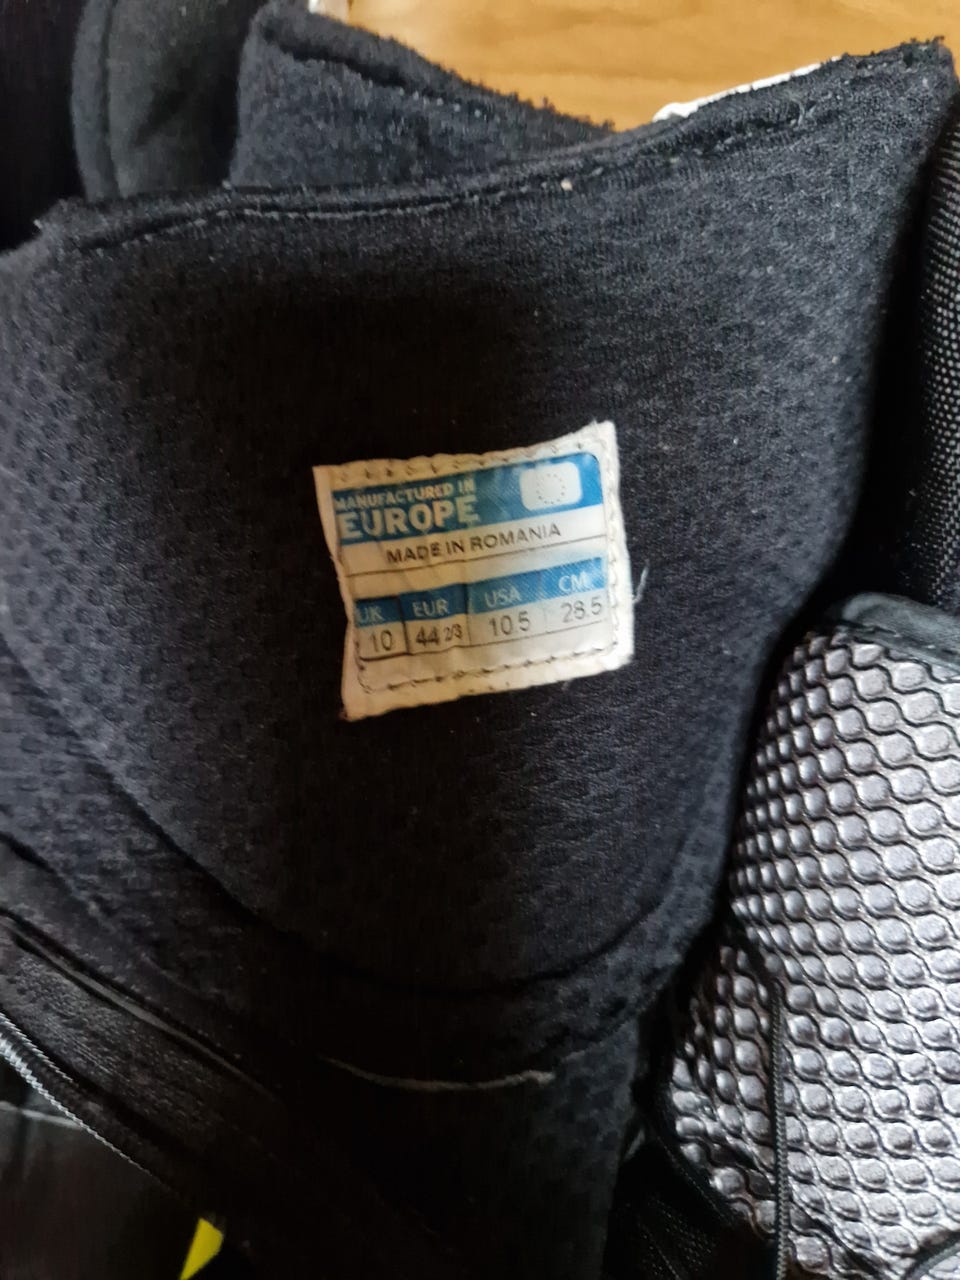 MANUFACTURED IN
EUROPE
MADE IN ROMANIA
UK EUR USA CM
10 44 2/3 10.5 28.5